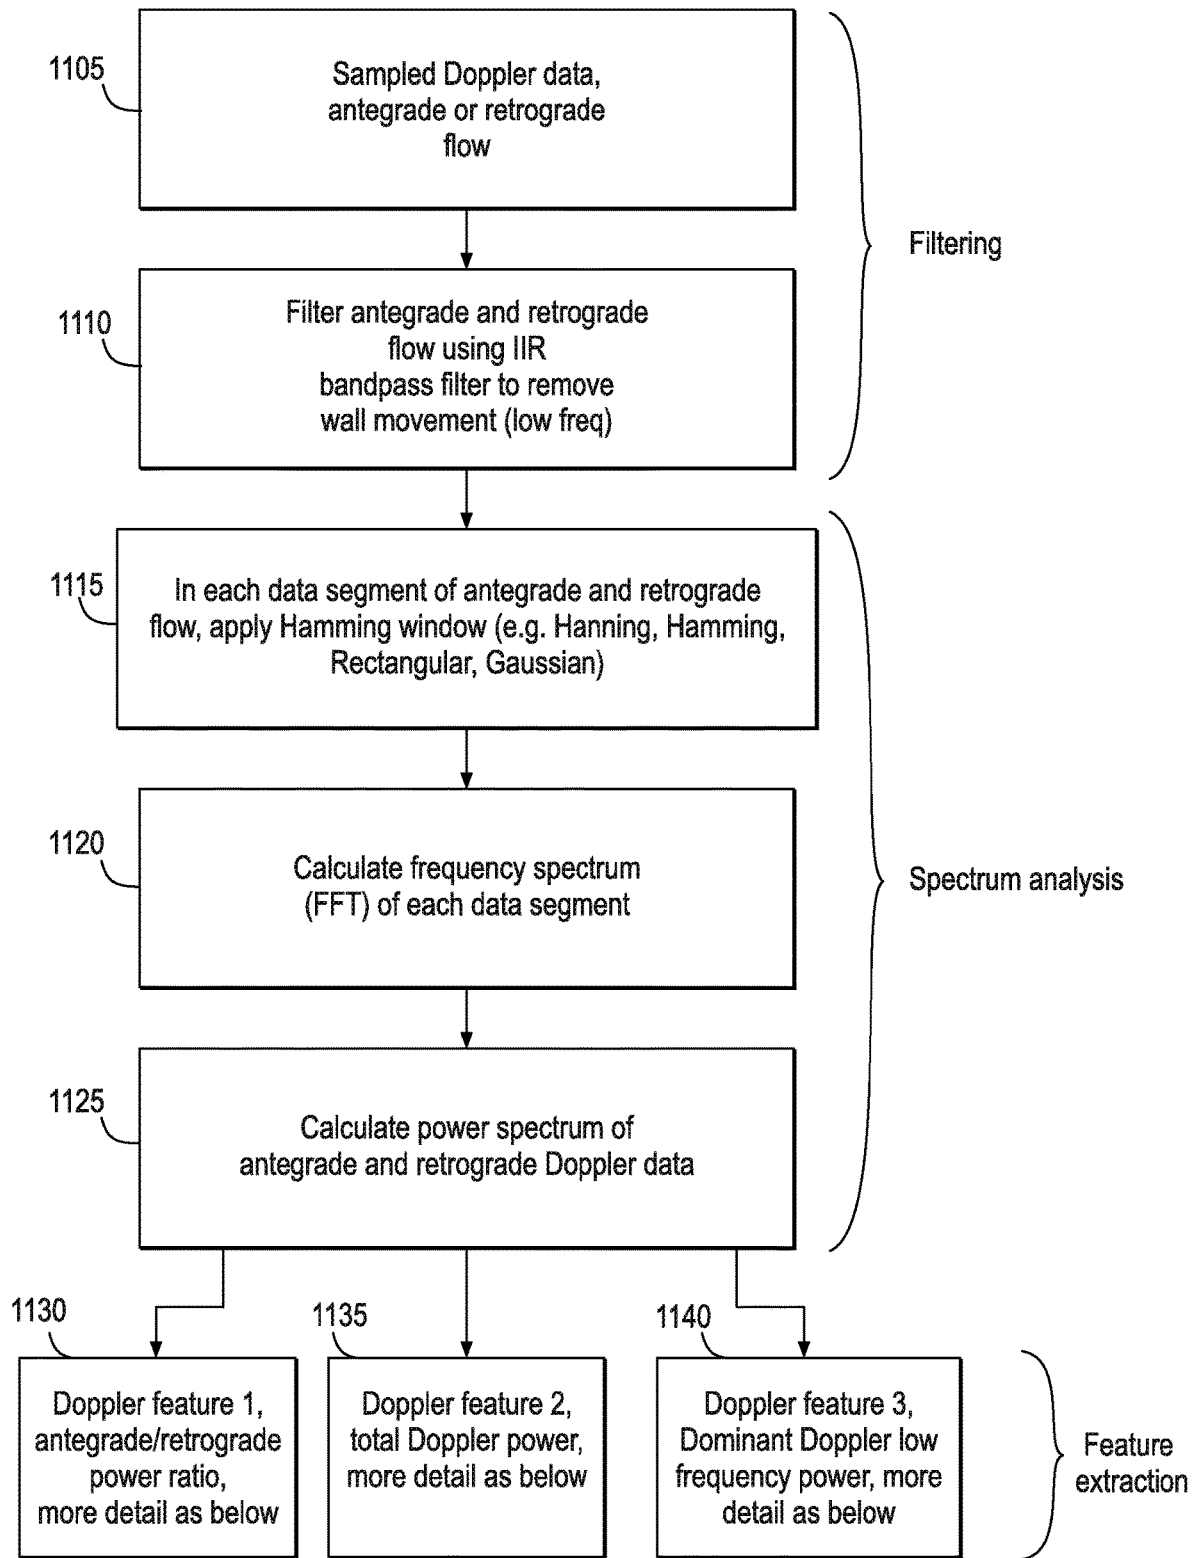 1105
Sampled Doppler data,
antegrade or retrograde
flow
Filtering
1110
Filter antegrade and retrograde
flow using IIR
bandpass filter to remove
wall movement (low freq)
1115
In each data segment of antegrade and retrograde
flow, apply Hamming window (e.g. Hanning, Hamming,
Rectangular, Gaussian)
1120
Calculate frequency spectrum
(FFT) of each data segment
Spectrum analysis
1125
Calculate power spectrum of
antegrade and retrograde Doppler data
1130
Doppler feature 1,
antegrade/retrograde
power ratio,
more detail as below
1135
Doppler feature 2,
total Doppler power,
more detail as below
1140
Doppler feature 3,
Dominant Doppler low
frequency power, more
detail as below
Feature
extraction